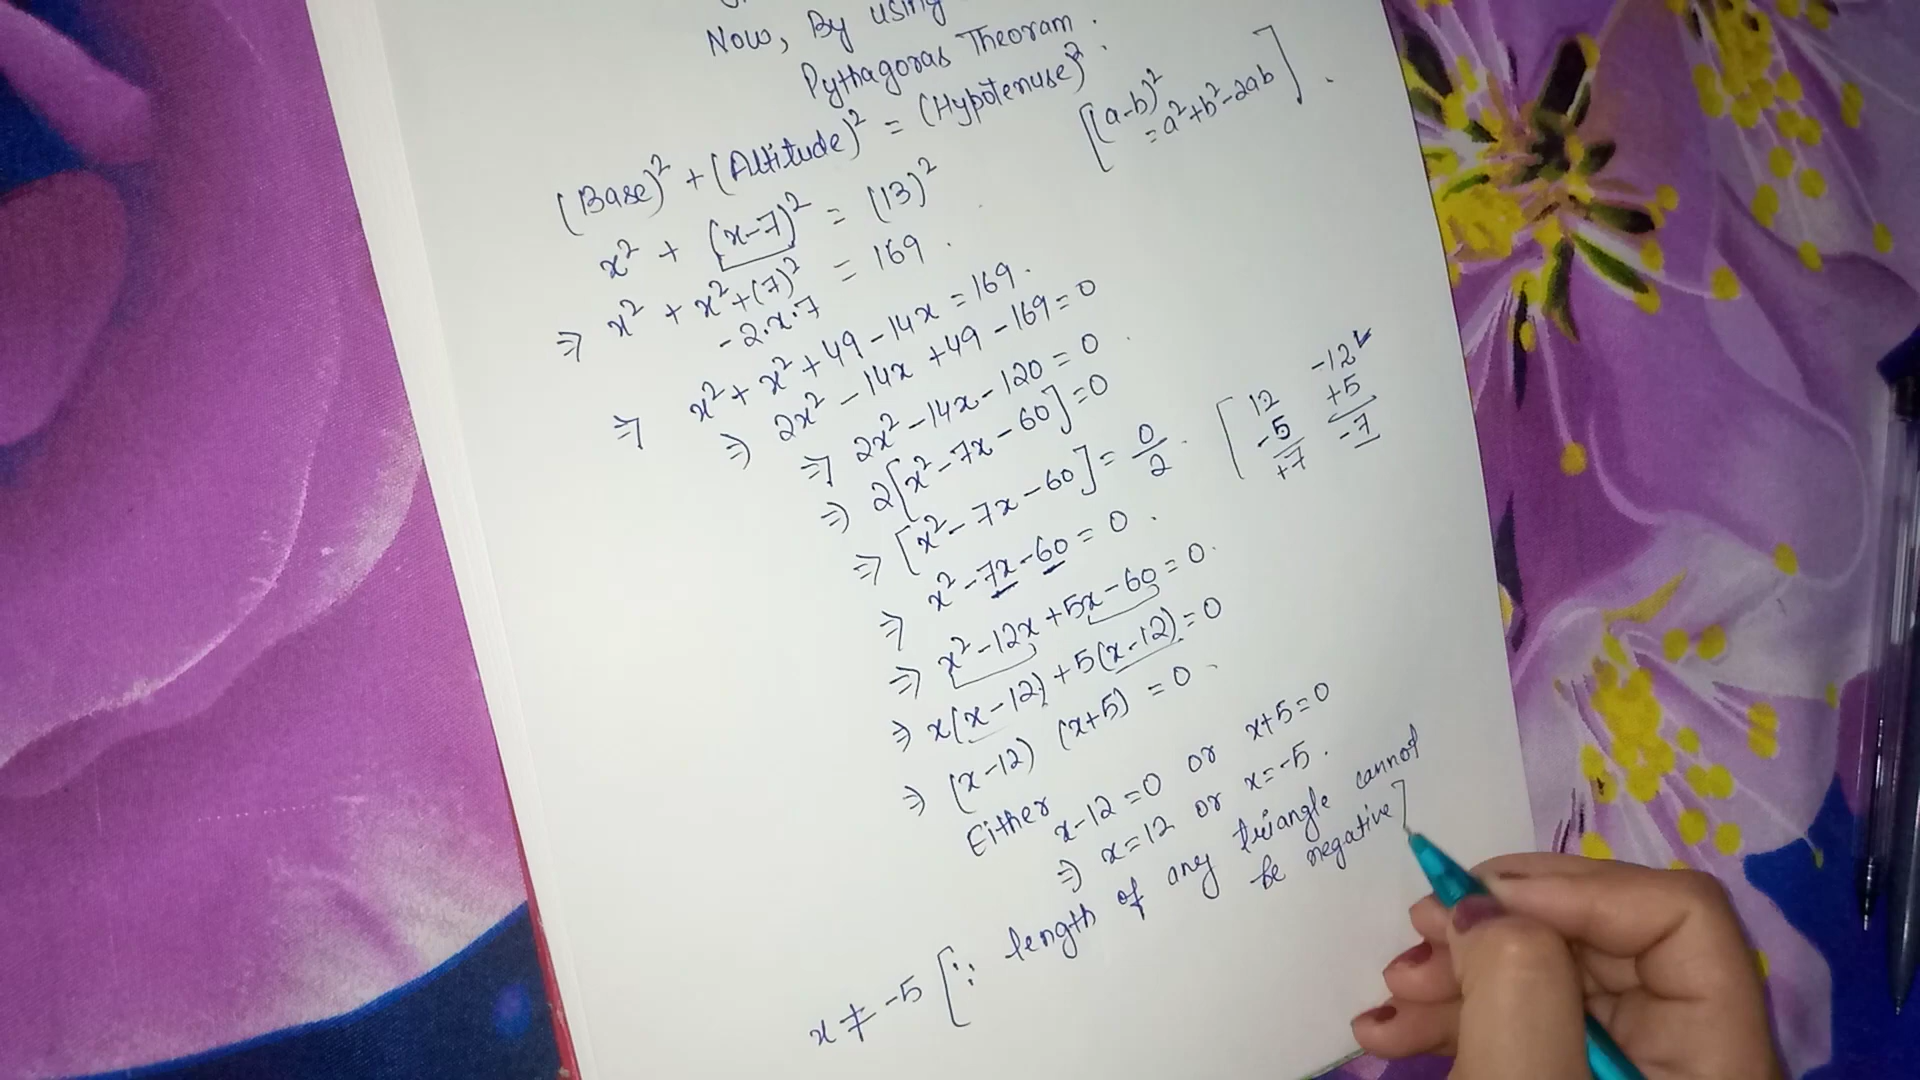 Now, By using
Pythagoras Theoram.
(Base)² + (Altitude)² = (Hypotenuse)².
[(a-b)²
= a²+b²-2ab].
x² + (x-7)² = (13)²
⇒ x² + x²+(7)² = 169.
-2·x·7
⇒ x² + x² + 49 - 14x = 169.
⇒ 2x² - 14x + 49 - 169 = 0
⇒ 2x² - 14x - 120 = 0.
⇒ 2[x² - 7x - 60] = 0
⇒ [x² - 7x - 60] = 0/2.
[12 -12✓
-5 +5
+7 -7
⇒ x² - 7x - 60 = 0.
⇒ x² - 12x + 5x - 60 = 0.
⇒ x(x-12) + 5(x-12) = 0
⇒ (x-12) (x+5) = 0.
Either x-12=0 or x+5=0
⇒ x=12 or x=-5.
x ≠ -5 [∵ length of any triangle cannot
be negative]